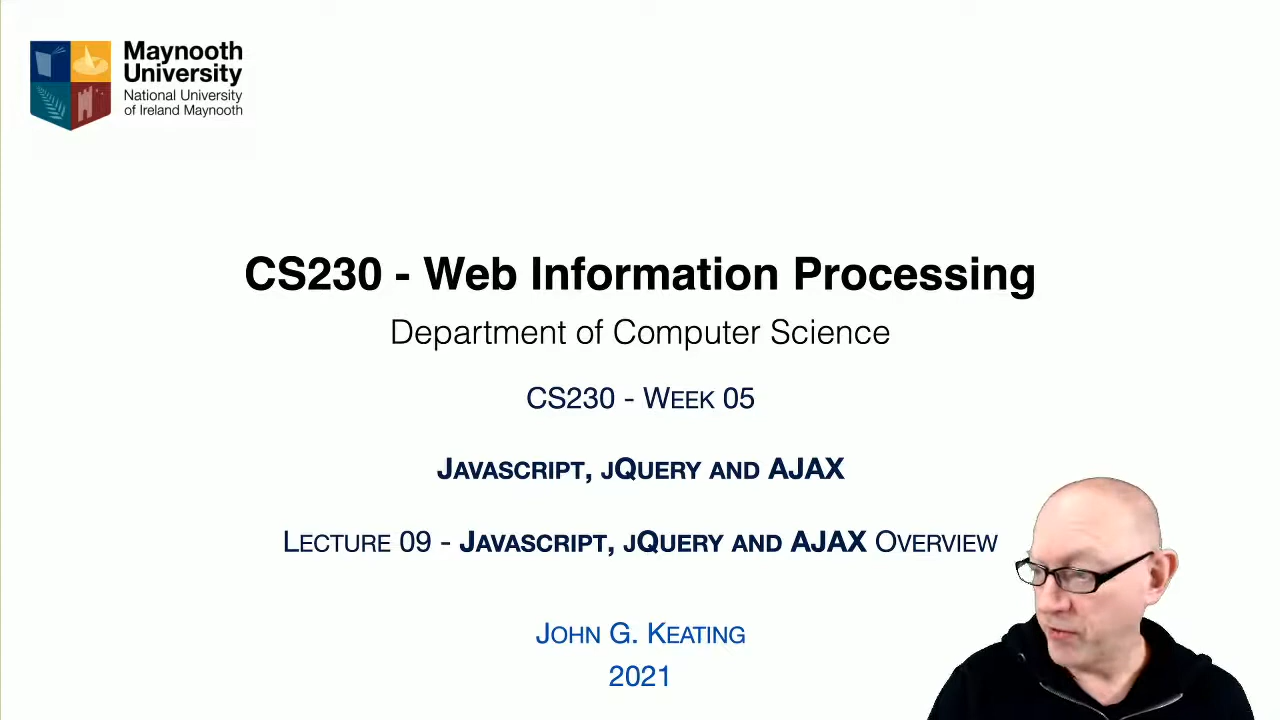 Maynooth
University
National University
of Ireland Maynooth
CS230 - Web Information Processing
Department of Computer Science
CS230 - Week 05
Javascript, jQuery and AJAX
Lecture 09 - Javascript, jQuery and AJAX Overview
John G. Keating
2021